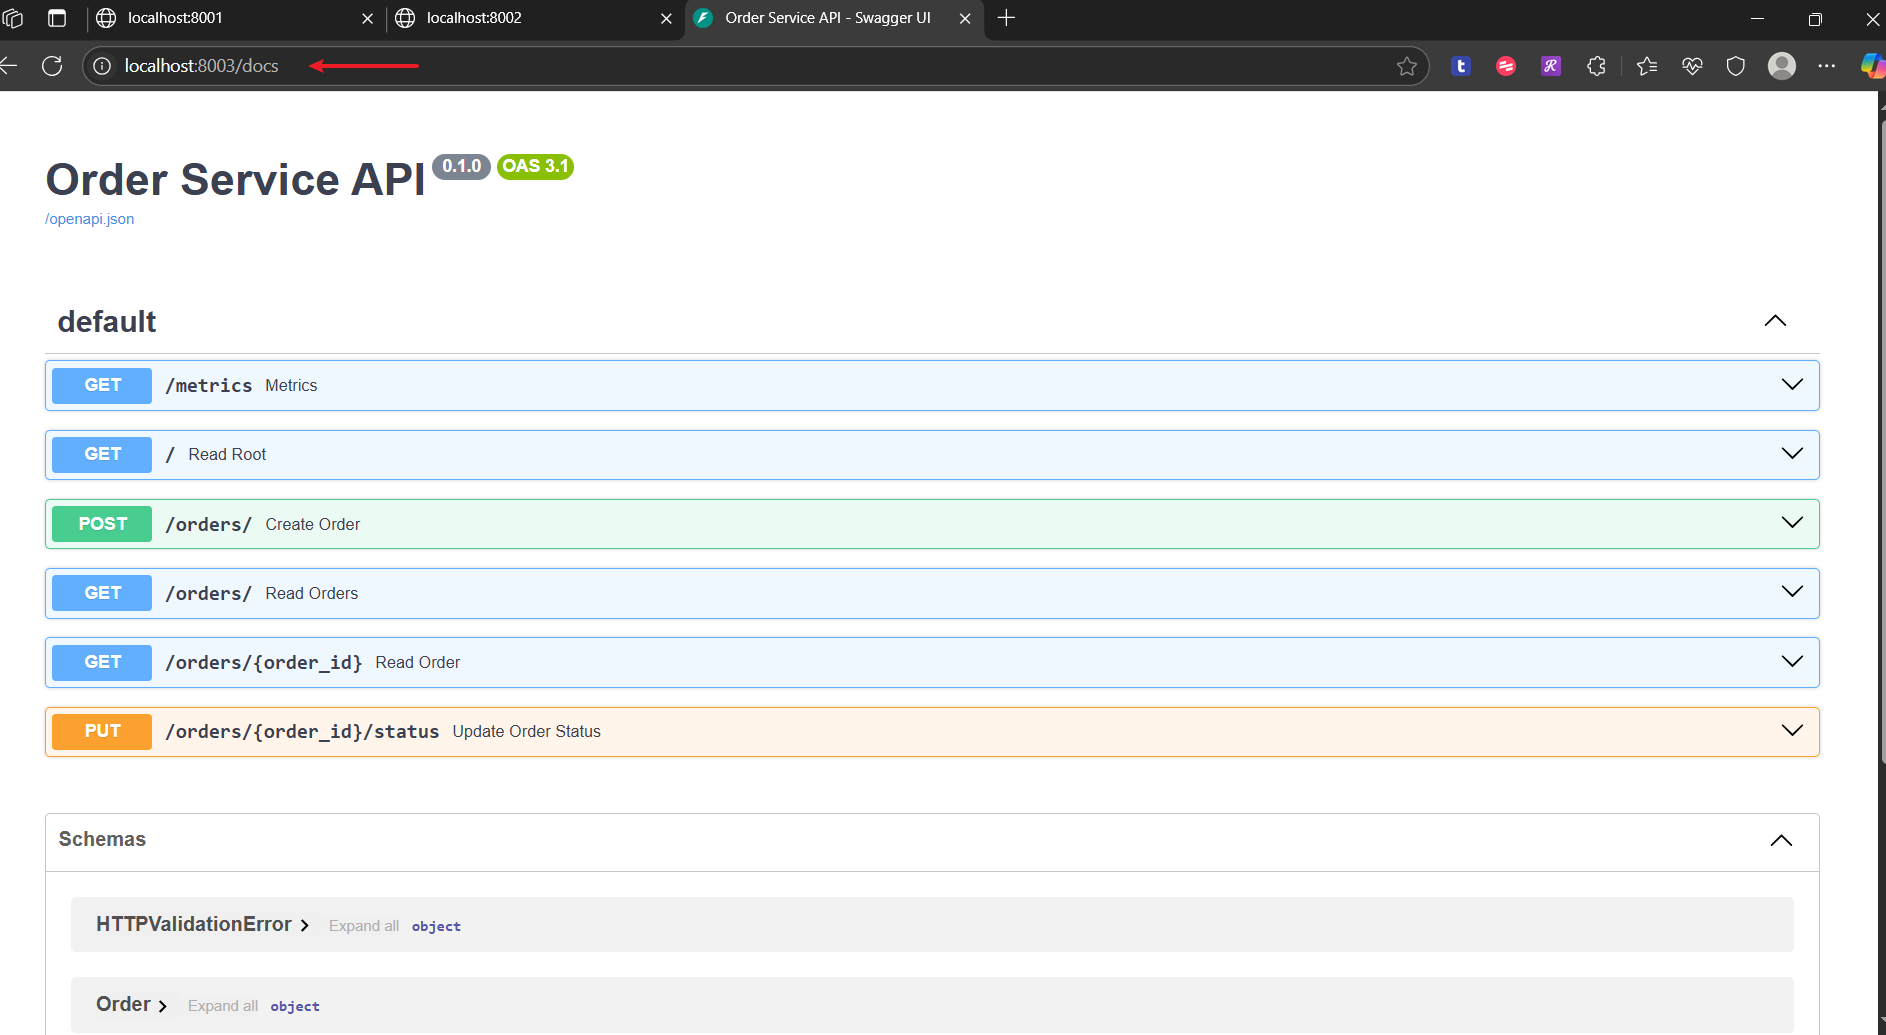 localhost:8001
localhost:8002
Order Service API - Swagger UI
localhost:8003/docs
Order Service API 0.1.0 OAS 3.1
/openapi.json
default
GET /metrics Metrics
GET / Read Root
POST /orders/ Create Order
GET /orders/ Read Orders
GET /orders/{order_id} Read Order
PUT /orders/{order_id}/status Update Order Status
Schemas
HTTPValidationError Expand all object
Order Expand all object